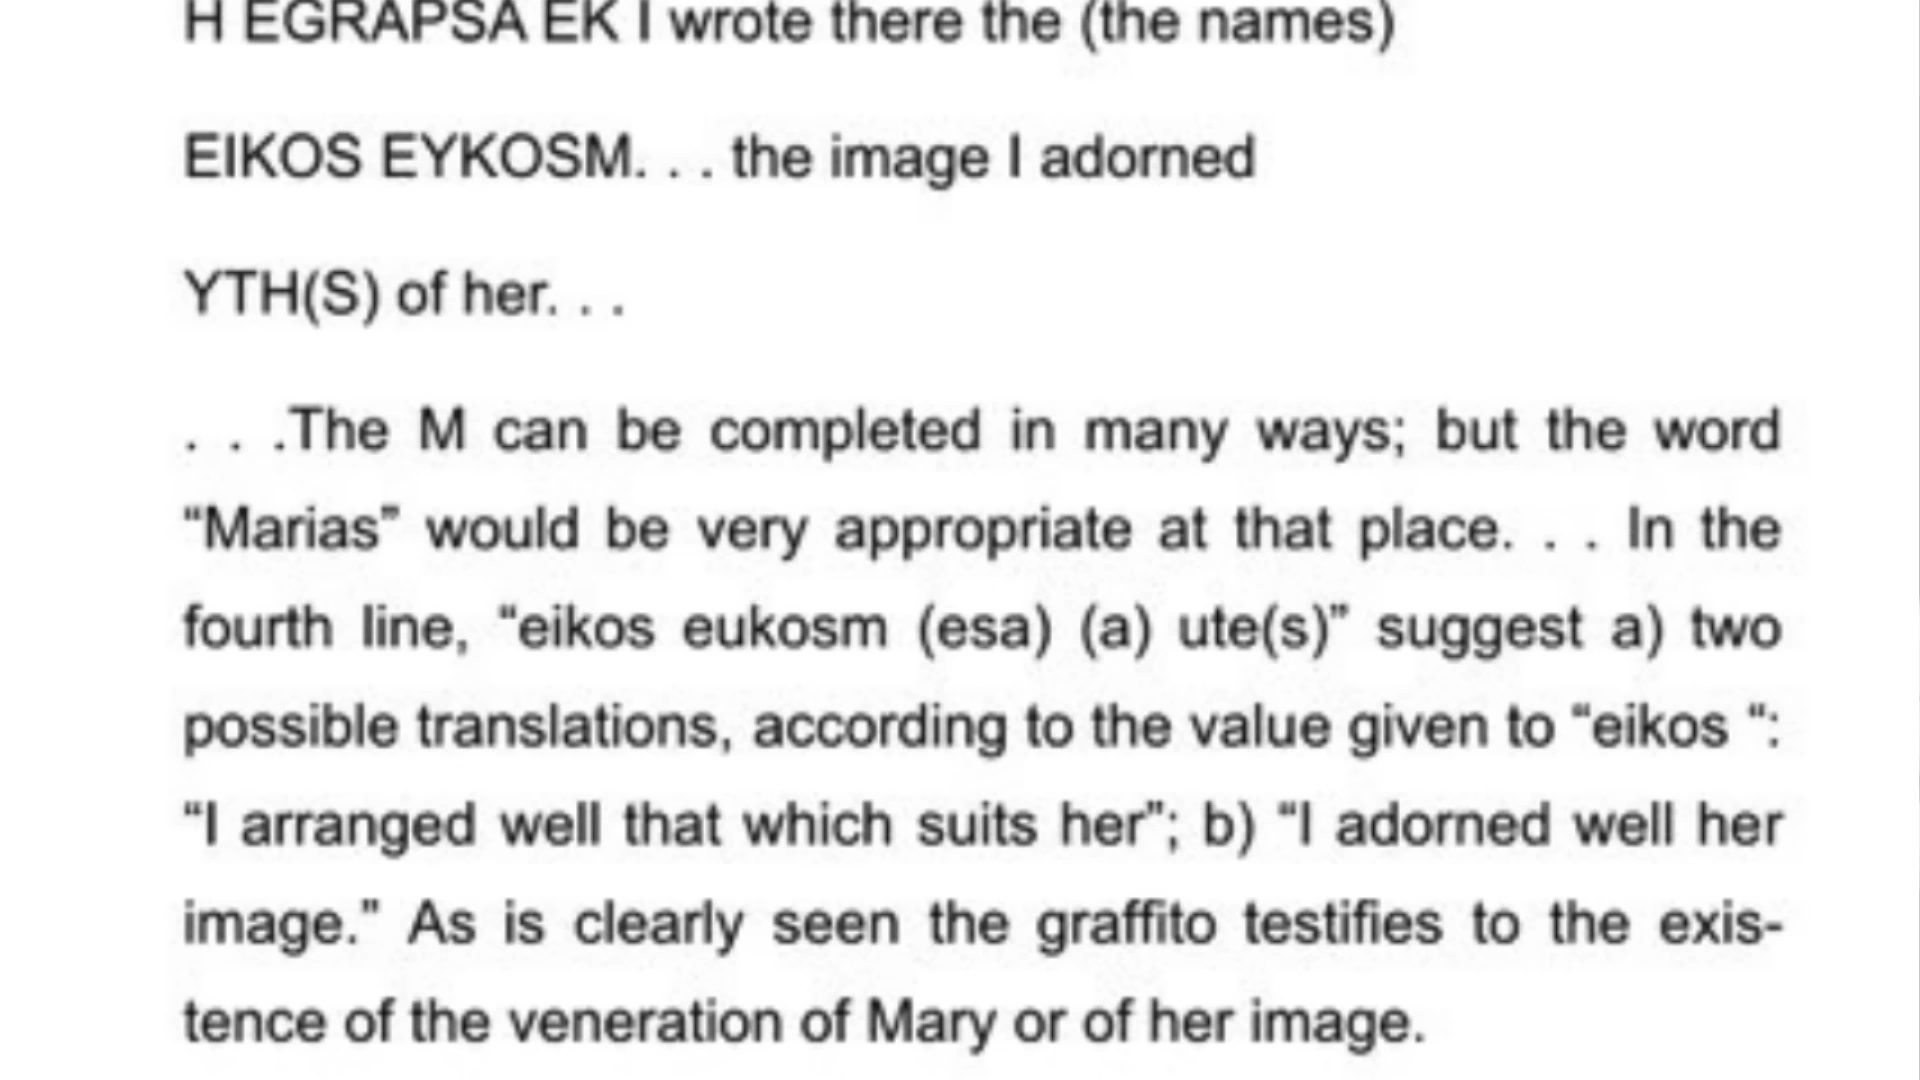 H EGRAPSA EK I wrote there the (the names)
EIKOS EYKOSM. . . the image I adorned
YTH(S) of her. . .
. . .The M can be completed in many ways; but the word
“Marias” would be very appropriate at that place. . . In the
fourth line, “eikos eukosm (esa) (a) ute(s)” suggest a) two
possible translations, according to the value given to “eikos “:
“I arranged well that which suits her”; b) “I adorned well her
image.” As is clearly seen the graffito testifies to the exis-
tence of the veneration of Mary or of her image.